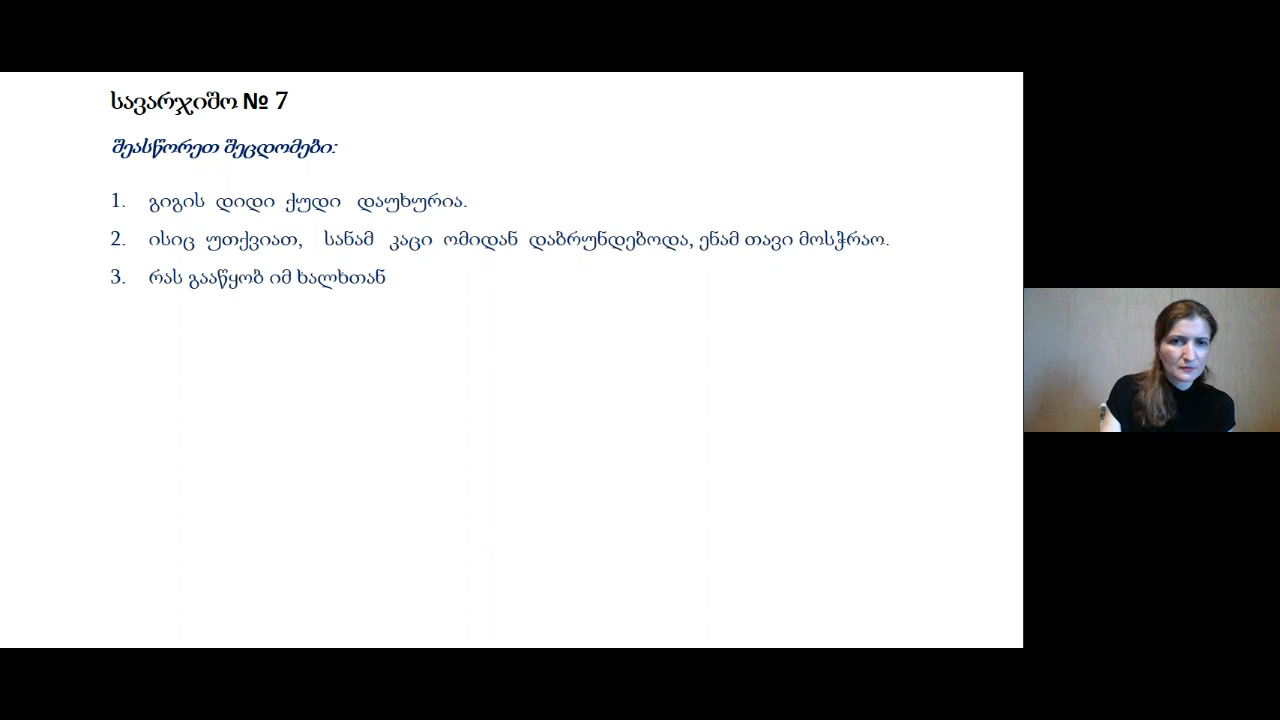 სავარჯიშო № 7
შეასწორეთ შეცდომები:
1. გიგის დიდი ქუდი დაუხურია.
2. ისიც უთქვიათ, სანამ კაცი ომიდან დაბრუნდებოდა, ენამ თავი მოსჭრაო.
3. რას გააწყობ იმ ხალხთან